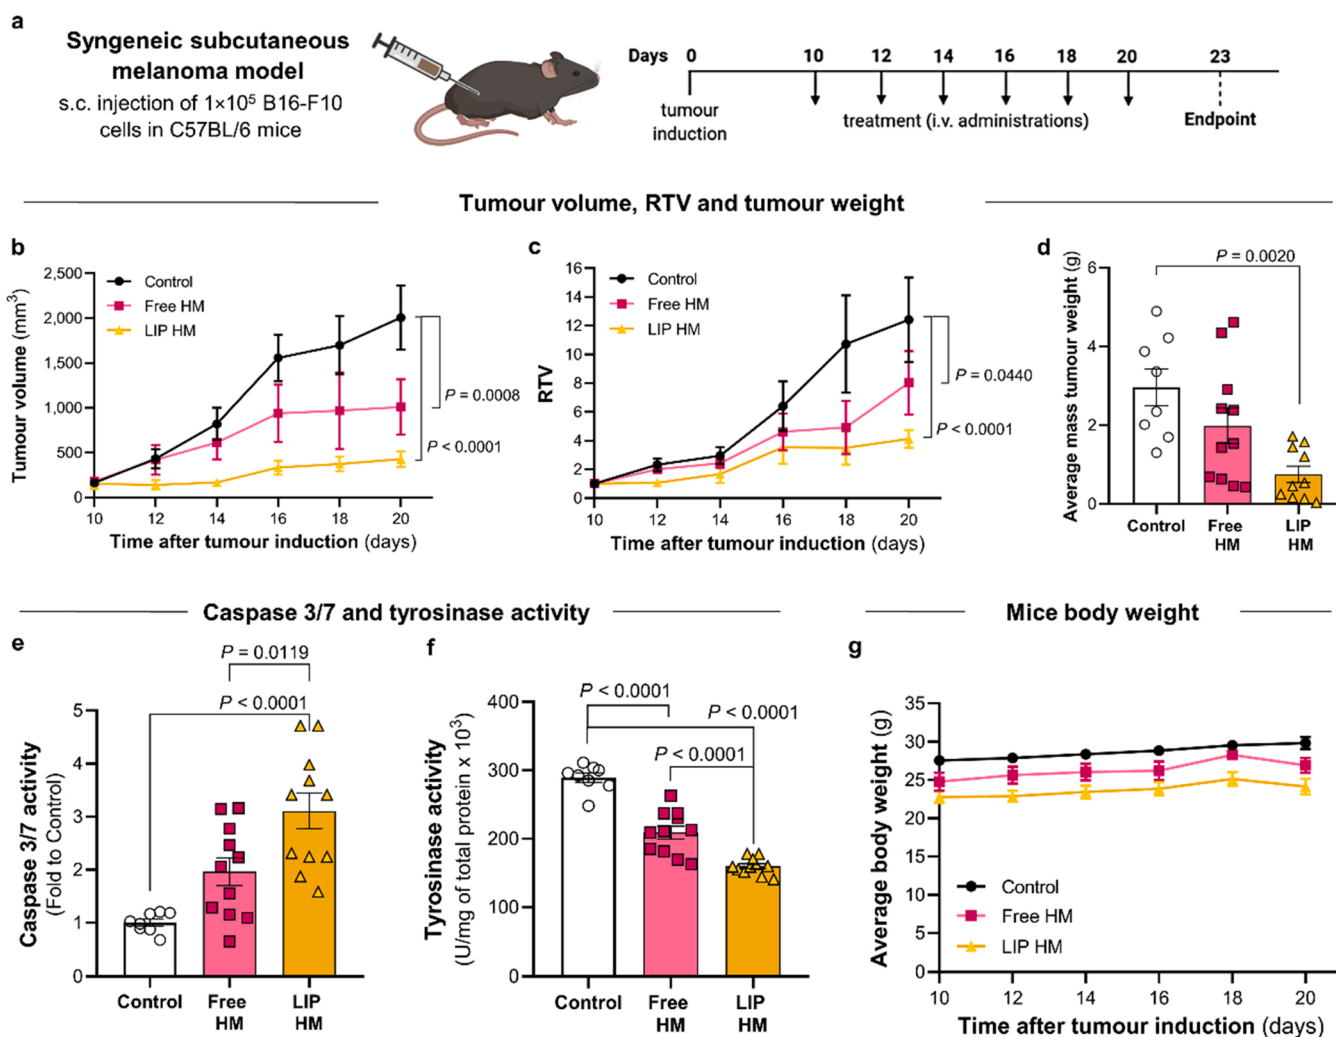 a
Syngeneic subcutaneous
melanoma model
s.c. injection of 1×10⁵ B16-F10
cells in C57BL/6 mice
Days 0 10 12 14 16 18 20 23
tumour
induction
treatment (i.v. administrations)
Endpoint
Tumour volume, RTV and tumour weight
b
Tumour volume (mm³)
2,500
2,000
1,500
1,000
500
0
Control
Free HM
LIP HM
P = 0.0008
P < 0.0001
10 12 14 16 18 20
Time after tumour induction (days)
c
RTV
16
14
12
10
8
6
4
2
0
Control
Free HM
LIP HM
P = 0.0440
P < 0.0001
10 12 14 16 18 20
Time after tumour induction (days)
d
Average mass tumour weight (g)
P = 0.0020
6
4
2
0
Control Free LIP
HM HM
Caspase 3/7 and tyrosinase activity
e
P = 0.0119
P < 0.0001
Caspase 3/7 activity
(Fold to Control)
5
4
3
2
1
0
Control Free LIP
HM HM
f
Tyrosinase activity
(U/mg of total protein x 10³)
400
300
200
100
0
P < 0.0001
P < 0.0001
P < 0.0001
Control Free LIP
HM HM
Mice body weight
g
Average body weight (g)
35
30
25
20
15
10
5
0
Control
Free HM
LIP HM
10 12 14 16 18 20
Time after tumour induction (days)